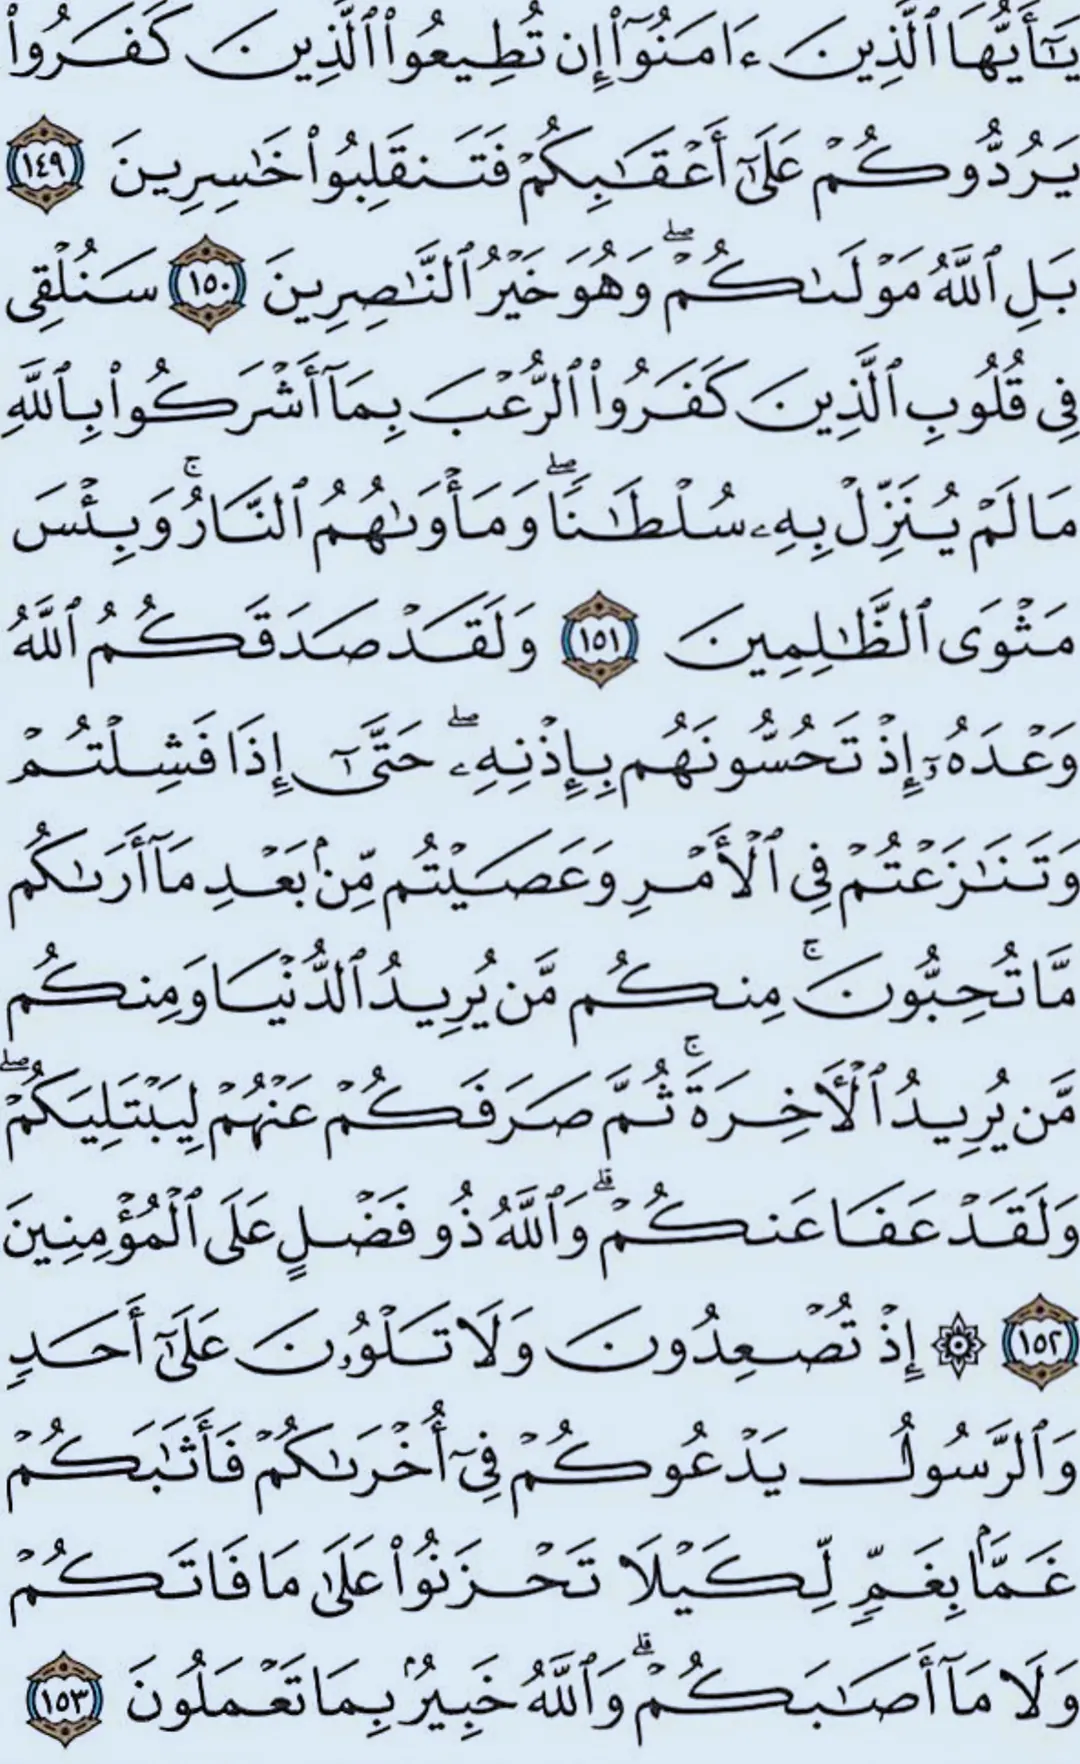 يَـٰٓأَيُّهَا ٱلَّذِينَ ءَامَنُوٓا۟ إِن تُطِيعُوا۟ ٱلَّذِينَ كَفَرُوا۟
يَرُدُّوكُمْ عَلَىٰٓ أَعْقَـٰبِكُمْ فَتَنقَلِبُوا۟ خَـٰسِرِينَ ١٤٩
بَلِ ٱللَّهُ مَوْلَىٰكُمْ ۖ وَهُوَ خَيْرُ ٱلنَّـٰصِرِينَ ١٥٠ سَنُلْقِى
فِى قُلُوبِ ٱلَّذِينَ كَفَرُوا۟ ٱلرُّعْبَ بِمَآ أَشْرَكُوا۟ بِٱللَّهِ
مَا لَمْ يُنَزِّلْ بِهِۦ سُلْطَـٰنًا ۖ وَمَأْوَىٰهُمُ ٱلنَّارُ ۚ وَبِئْسَ
مَثْوَى ٱلظَّـٰلِمِينَ ١٥١ وَلَقَدْ صَدَقَكُمُ ٱللَّهُ
وَعْدَهُۥٓ إِذْ تَحُسُّونَهُم بِإِذْنِهِۦ ۖ حَتَّىٰٓ إِذَا فَشِلْتُمْ
وَتَنَـٰزَعْتُمْ فِى ٱلْأَمْرِ وَعَصَيْتُم مِّنۢ بَعْدِ مَآ أَرَىٰكُم
مَّا تُحِبُّونَ ۚ مِنكُم مَّن يُرِيدُ ٱلدُّنْيَا وَمِنكُم
مَّن يُرِيدُ ٱلْـَٔاخِرَةَ ۚ ثُمَّ صَرَفَكُمْ عَنْهُمْ لِيَبْتَلِيَكُمْ ۖ
وَلَقَدْ عَفَا عَنكُمْ ۗ وَٱللَّهُ ذُو فَضْلٍ عَلَى ٱلْمُؤْمِنِينَ
١٥٢ ۞ إِذْ تُصْعِدُونَ وَلَا تَلْوُۥنَ عَلَىٰٓ أَحَدٍ
وَٱلرَّسُولُ يَدْعُوكُمْ فِىٓ أُخْرَىٰكُمْ فَأَثَـٰبَكُمْ
غَمًّۢا بِغَمٍّ لِّكَيْلَا تَحْزَنُوا۟ عَلَىٰ مَا فَاتَكُمْ
وَلَا مَآ أَصَـٰبَكُمْ ۗ وَٱللَّهُ خَبِيرٌۢ بِمَا تَعْمَلُونَ ١٥٣